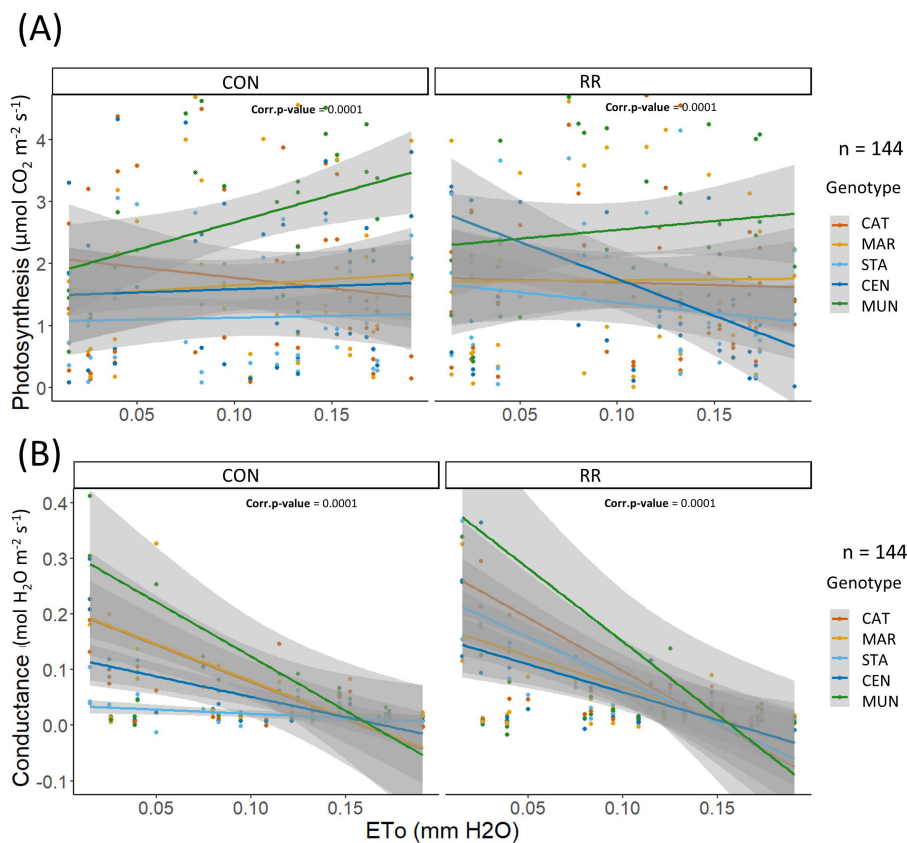 (A)
CON
RR
Corr.p-value = 0.0001
Corr.p-value = 0.0001
Photosynthesis (µmol CO₂ m⁻² s⁻¹)
4
3
2
1
0
0.05
0.10
0.15
0.05
0.10
0.15
n = 144
Genotype
CAT
MAR
STA
CEN
MUN
(B)
CON
RR
Corr.p-value = 0.0001
Corr.p-value = 0.0001
Conductance (mol H₂O m⁻² s⁻¹)
0.4
0.3
0.2
0.1
0.0
-0.1
0.05
0.10
0.15
0.05
0.10
0.15
ETo (mm H2O)
n = 144
Genotype
CAT
MAR
STA
CEN
MUN